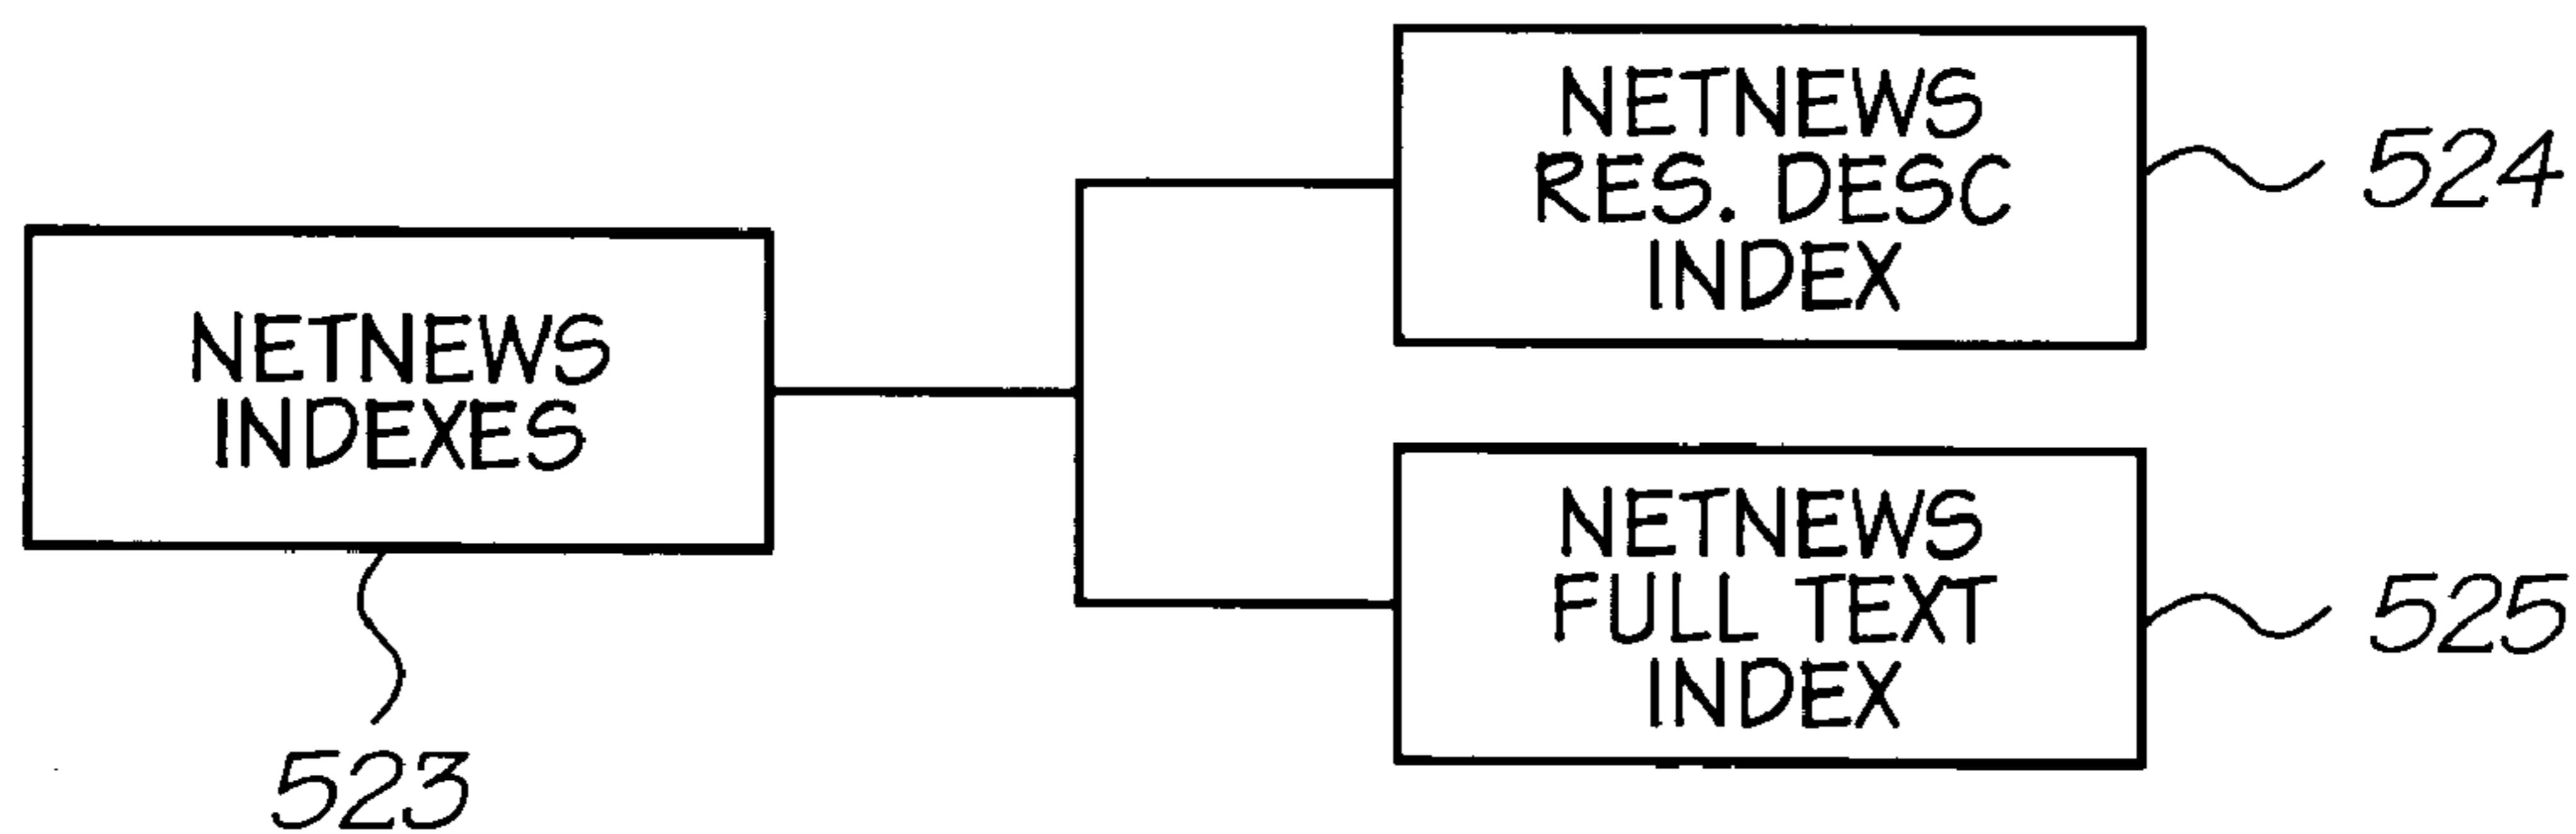 NETNEWS
INDEXES
523
NETNEWS
RES. DESC
INDEX
524
NETNEWS
FULL TEXT
INDEX
525